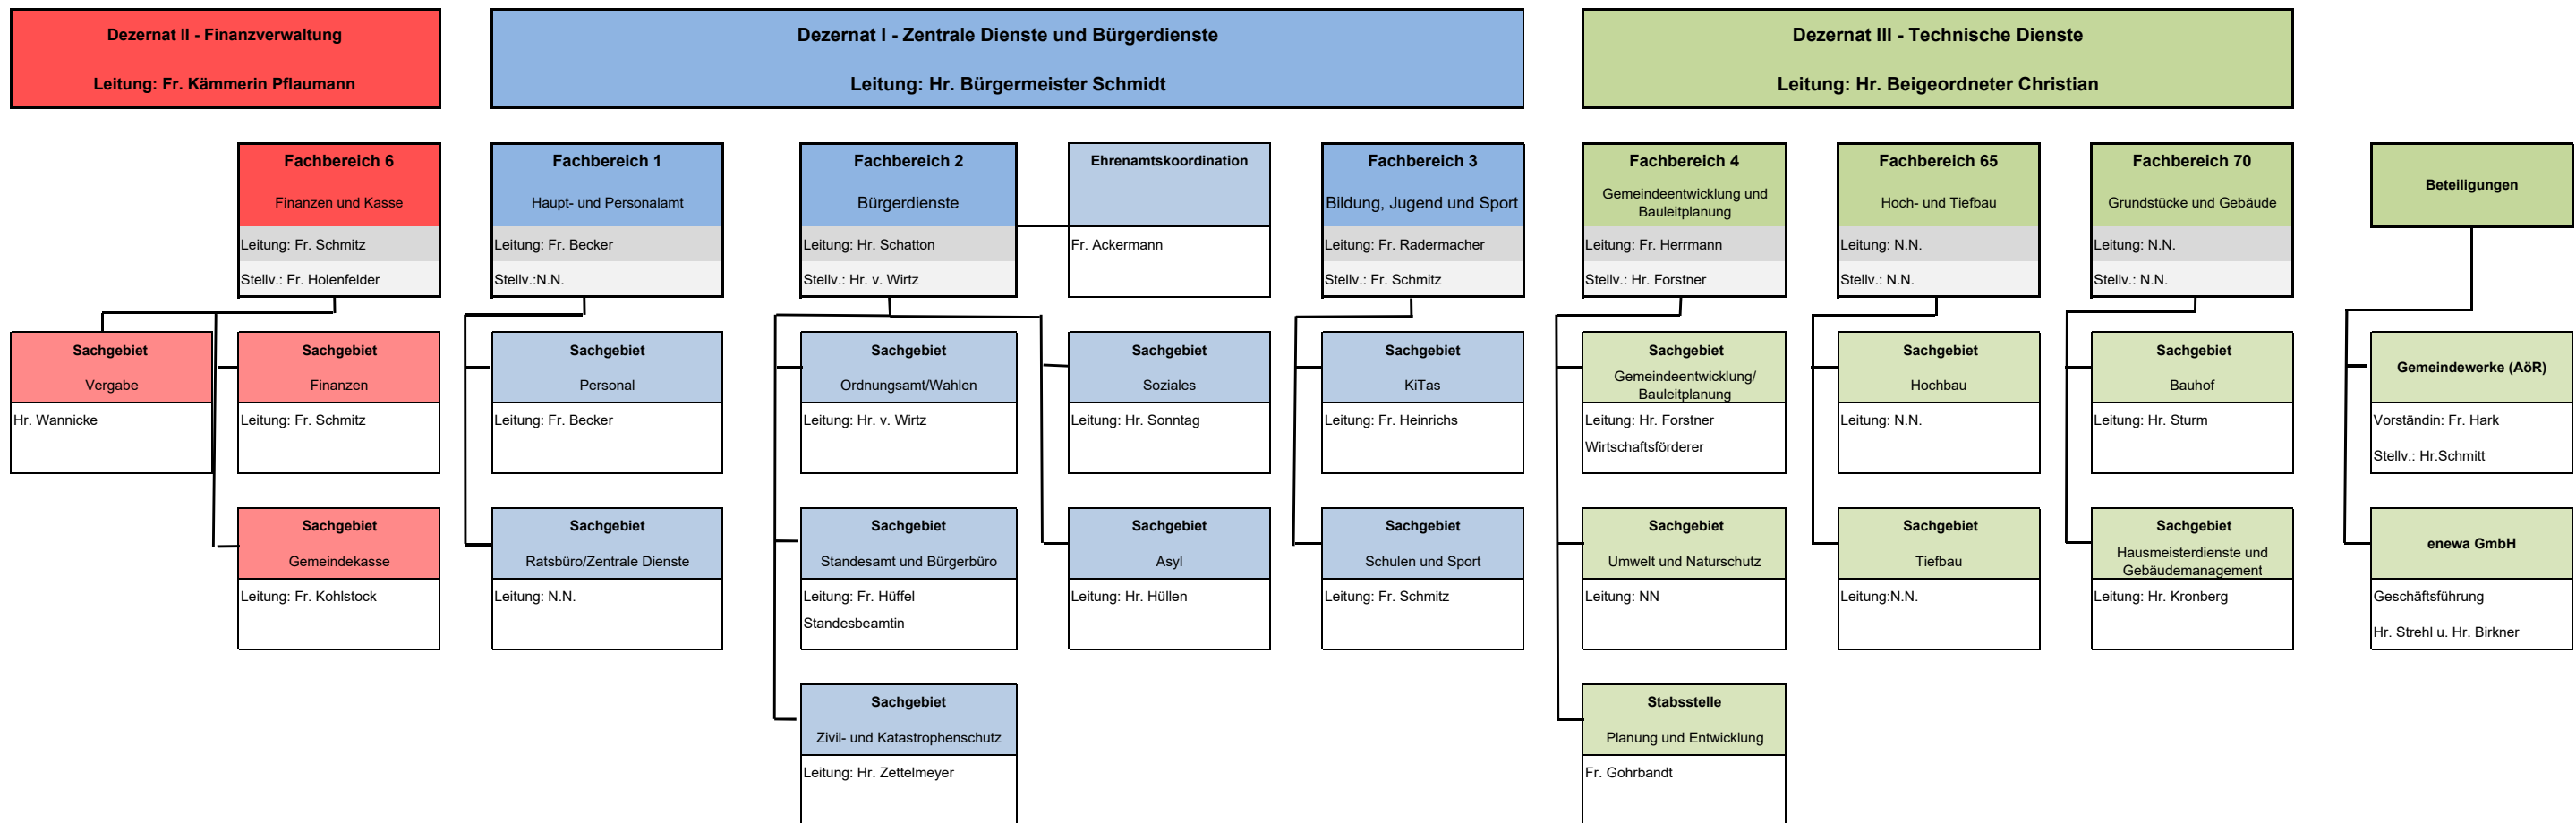 Dezernat II - Finanzverwaltung
Leitung: Fr. Kämmerin Pflaumann
Dezernat I - Zentrale Dienste und Bürgerdienste
Leitung: Hr. Bürgermeister Schmidt
Dezernat III - Technische Dienste
Leitung: Hr. Beigeordneter Christian
Fachbereich 6
Finanzen und Kasse
Leitung: Fr. Schmitz
Stellv.: Fr. Holenfelder
Fachbereich 1
Haupt- und Personalamt
Leitung: Fr. Becker
Stellv.:N.N.
Fachbereich 2
Bürgerdienste
Leitung: Hr. Schatton
Stellv.: Hr. v. Wirtz
Ehrenamtskoordination
Fr. Ackermann
Fachbereich 3
Bildung, Jugend und Sport
Leitung: Fr. Radermacher
Stellv.: Fr. Schmitz
Fachbereich 4
Gemeindeentwicklung und
Bauleitplanung
Leitung: Fr. Herrmann
Stellv.: Hr. Forstner
Fachbereich 65
Hoch- und Tiefbau
Leitung: N.N.
Stellv.: N.N.
Fachbereich 70
Grundstücke und Gebäude
Leitung: N.N.
Stellv.: N.N.
Beteiligungen
Sachgebiet
Vergabe
Hr. Wannicke
Sachgebiet
Finanzen
Leitung: Fr. Schmitz
Sachgebiet
Personal
Leitung: Fr. Becker
Sachgebiet
Ordnungsamt/Wahlen
Leitung: Hr. v. Wirtz
Sachgebiet
Soziales
Leitung: Hr. Sonntag
Sachgebiet
KiTas
Leitung: Fr. Heinrichs
Sachgebiet
Gemeindeentwicklung/
Bauleitplanung
Leitung: Hr. Forstner
Wirtschaftsförderer
Sachgebiet
Hochbau
Leitung: N.N.
Sachgebiet
Bauhof
Leitung: Hr. Sturm
Gemeindewerke (AöR)
Vorständin: Fr. Hark
Stellv.: Hr.Schmitt
Sachgebiet
Gemeindekasse
Leitung: Fr. Kohlstock
Sachgebiet
Ratsbüro/Zentrale Dienste
Leitung: N.N.
Sachgebiet
Standesamt und Bürgerbüro
Leitung: Fr. Hüffel
Standesbeamtin
Sachgebiet
Asyl
Leitung: Hr. Hüllen
Sachgebiet
Schulen und Sport
Leitung: Fr. Schmitz
Sachgebiet
Umwelt und Naturschutz
Leitung: NN
Sachgebiet
Tiefbau
Leitung:N.N.
Sachgebiet
Hausmeisterdienste und
Gebäudemanagement
Leitung: Hr. Kronberg
enewa GmbH
Geschäftsführung
Hr. Strehl u. Hr. Birkner
Sachgebiet
Zivil- und Katastrophenschutz
Leitung: Hr. Zettelmeyer
Stabsstelle
Planung und Entwicklung
Fr. Gohrbandt